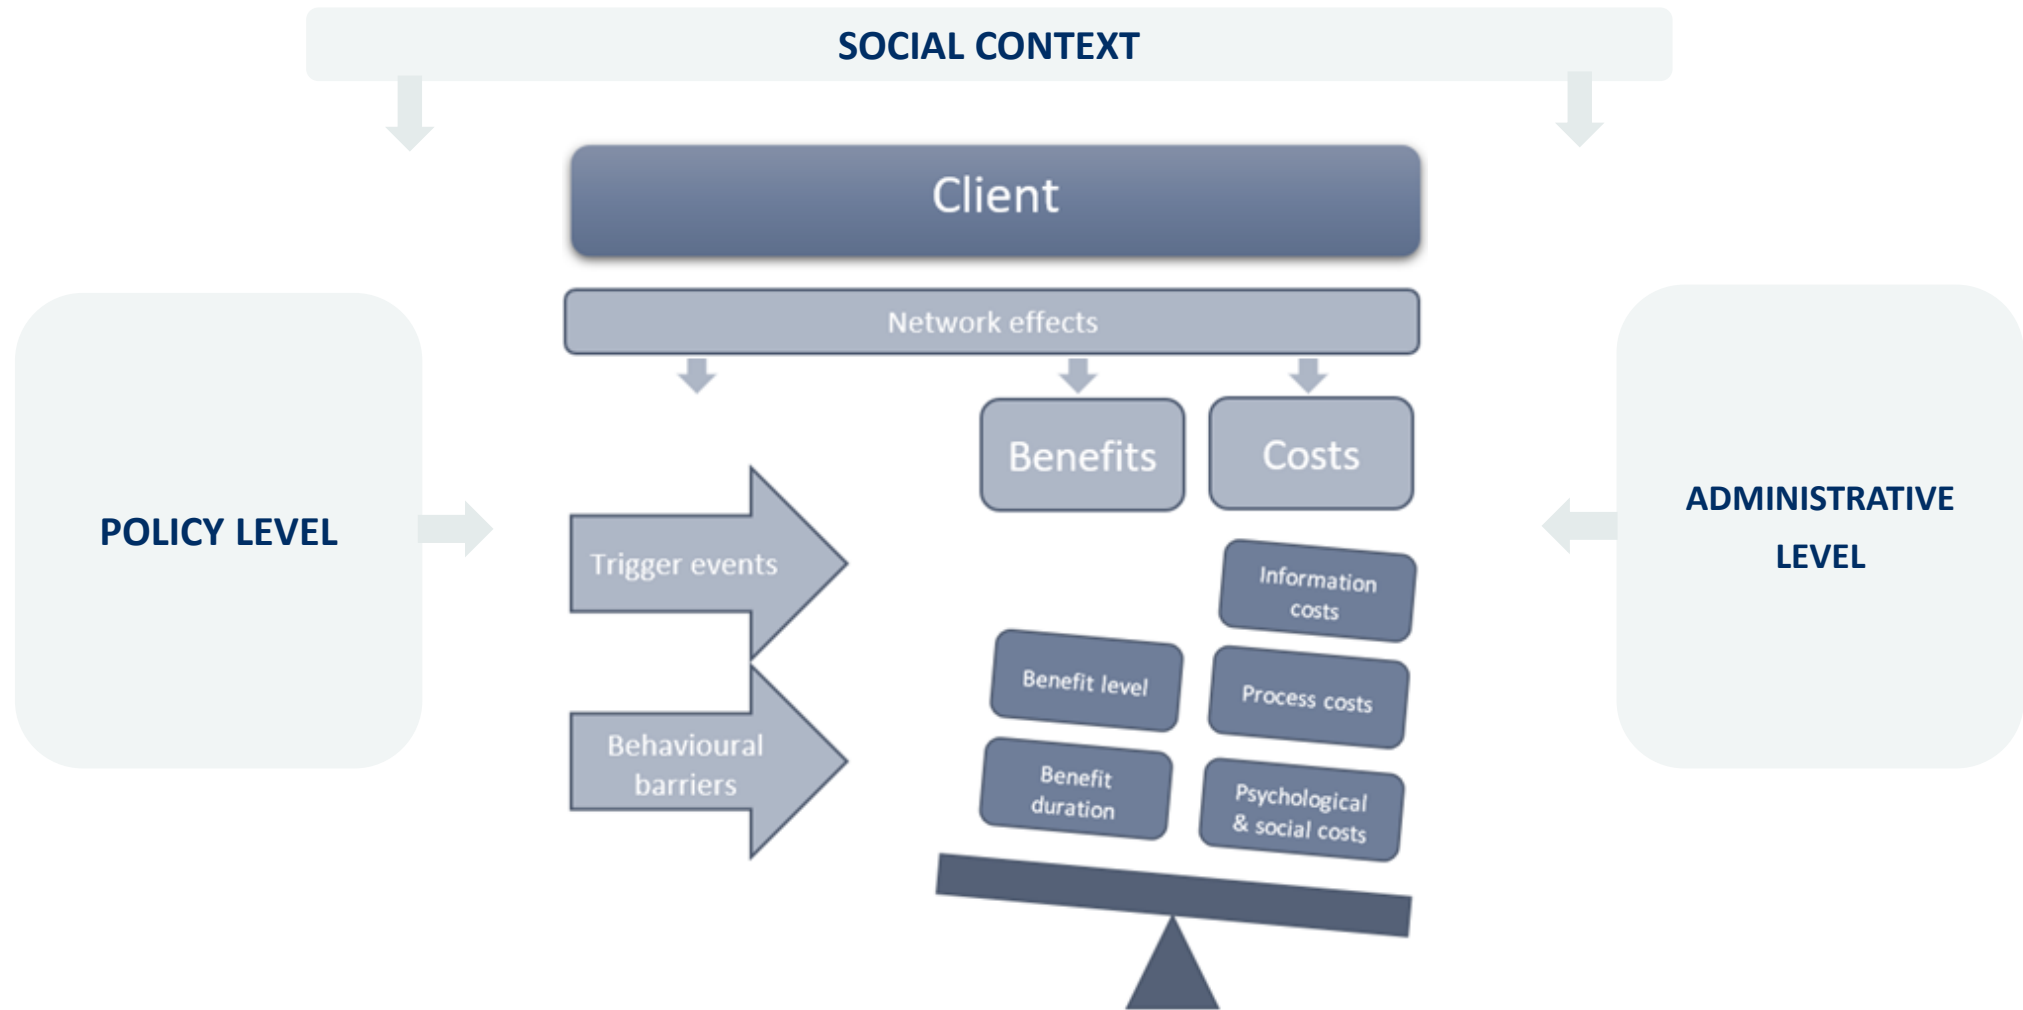 SOCIAL CONTEXT
Client
Network effects
Benefits
Costs
POLICY LEVEL
ADMINISTRATIVE
LEVEL
Trigger events
Behavioural
barriers
Benefit level
Benefit
duration
Information
costs
Process costs
Psychological
& social costs